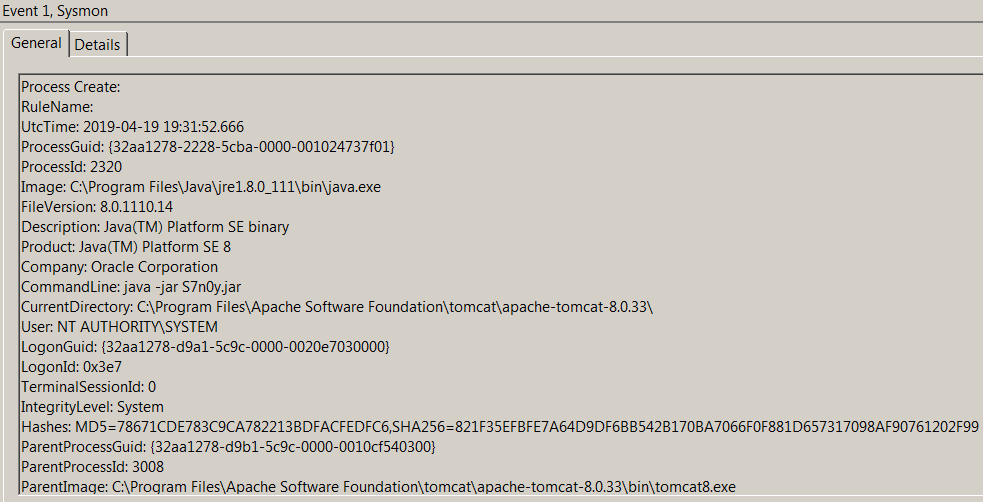 Event 1, Sysmon
General Details
Process Create:
RuleName:
UtcTime: 2019-04-19 19:31:52.666
ProcessGuid: {32aa1278-2228-5cba-0000-001024737f01}
ProcessId: 2320
Image: C:\Program Files\Java\jre1.8.0_111\bin\java.exe
FileVersion: 8.0.1110.14
Description: Java(TM) Platform SE binary
Product: Java(TM) Platform SE 8
Company: Oracle Corporation
CommandLine: java -jar S7n0y.jar
CurrentDirectory: C:\Program Files\Apache Software Foundation\tomcat\apache-tomcat-8.0.33\
User: NT AUTHORITY\SYSTEM
LogonGuid: {32aa1278-d9a1-5c9c-0000-0020e7030000}
LogonId: 0x3e7
TerminalSessionId: 0
IntegrityLevel: System
Hashes: MD5=78671CDE783C9CA782213BDFACFEDFC6,SHA256=821F35EFBFE7A64D9DF6BB542B170BA7066F0F881D657317098AF90761202F99
ParentProcessGuid: {32aa1278-d9b1-5c9c-0000-0010cf540300}
ParentProcessId: 3008
ParentImage: C:\Program Files\Apache Software Foundation\tomcat\apache-tomcat-8.0.33\bin\tomcat8.exe